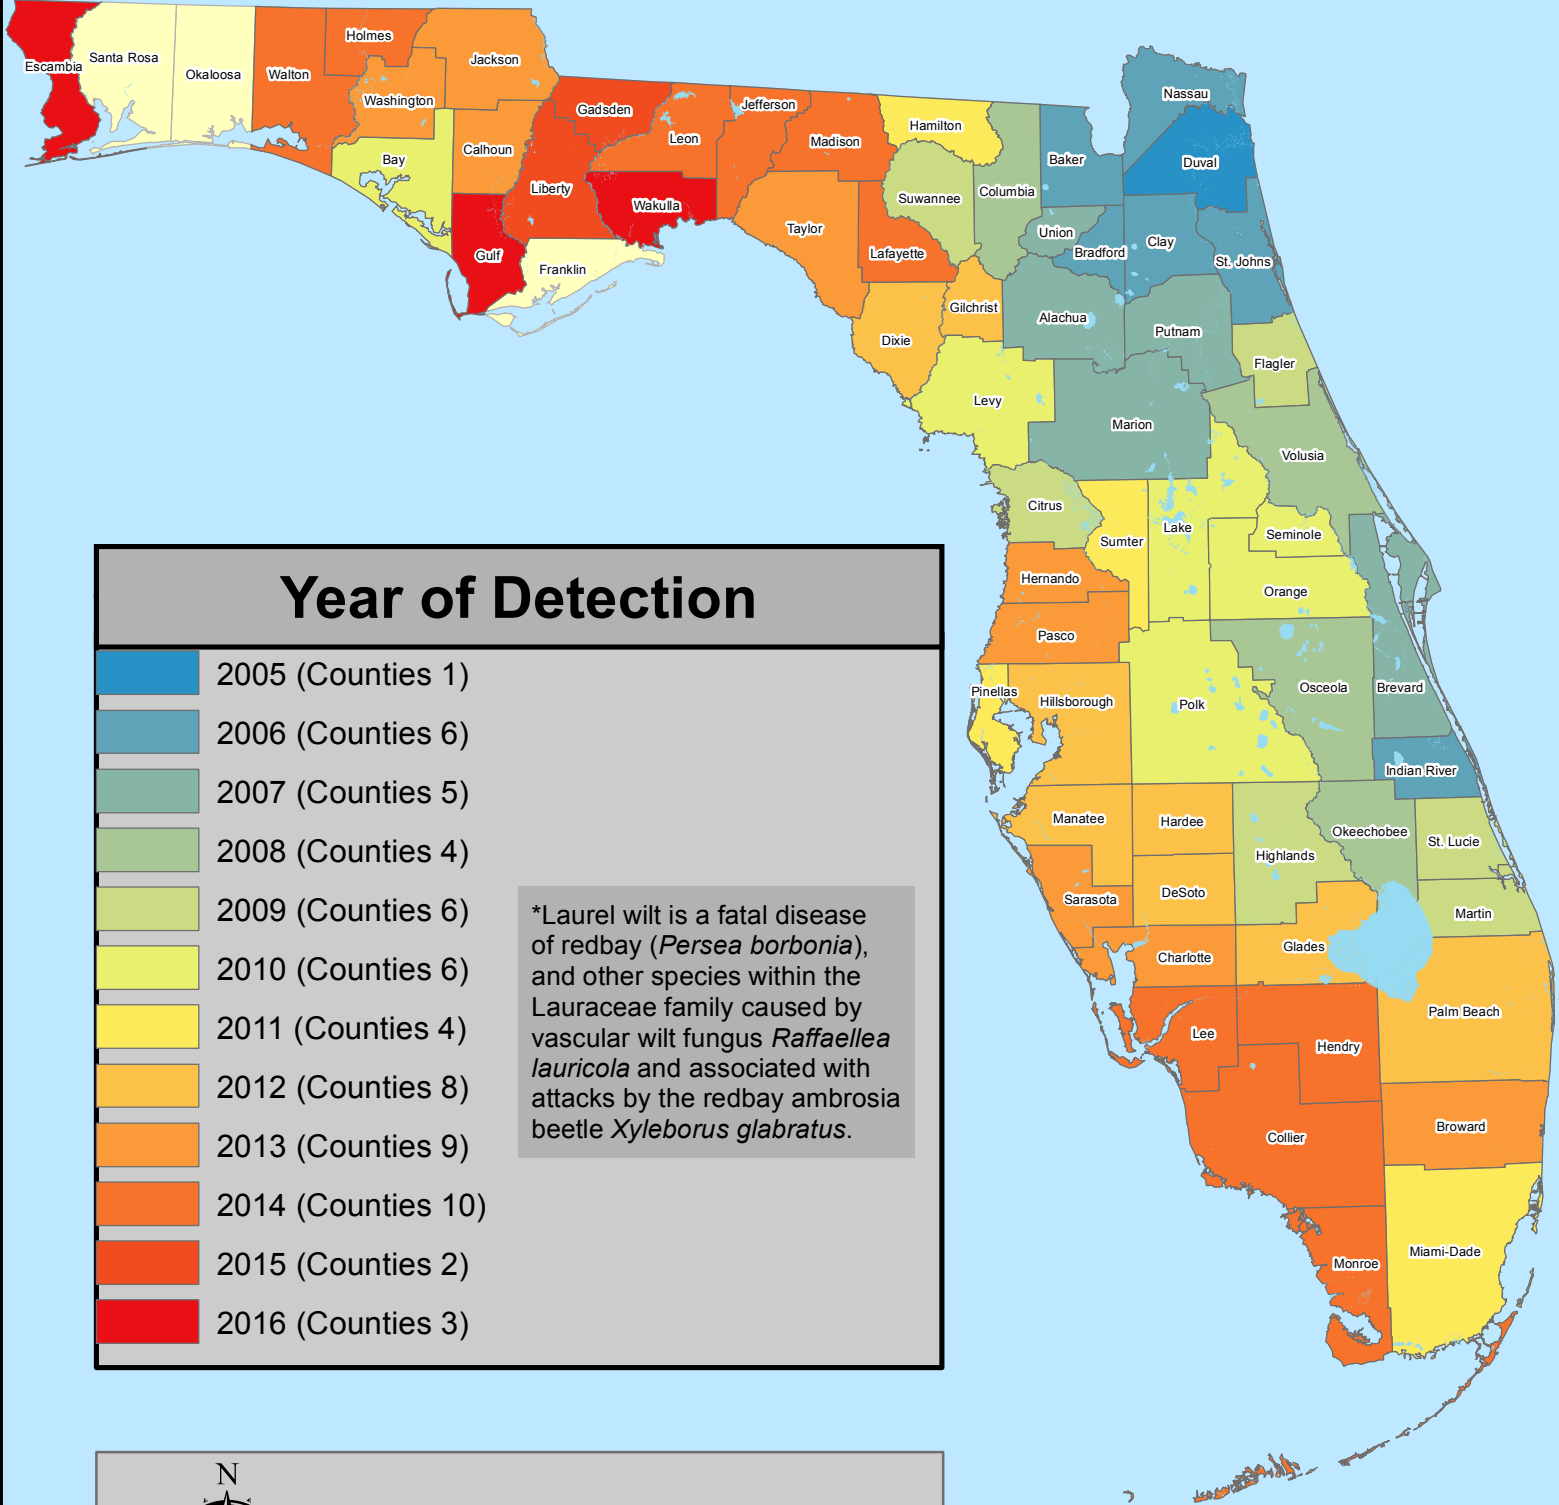 Escambia
Santa Rosa
Okaloosa
Walton
Holmes
Washington
Jackson
Bay
Calhoun
Gulf
Liberty
Gadsden
Franklin
Wakulla
Leon
Jefferson
Madison
Taylor
Lafayette
Dixie
Hamilton
Suwannee
Columbia
Gilchrist
Levy
Baker
Union
Bradford
Alachua
Nassau
Duval
Clay
St. Johns
Putnam
Flagler
Marion
Volusia
Citrus
Sumter
Lake
Seminole
Orange
Hernando
Pasco
Pinellas
Hillsborough
Polk
Osceola
Brevard
Indian River
Manatee
Hardee
Highlands
Okeechobee
St. Lucie
Sarasota
DeSoto
Martin
Charlotte
Glades
Palm Beach
Lee
Hendry
Collier
Broward
Monroe
Miami-Dade
Year of Detection
2005 (Counties 1)
2006 (Counties 6)
2007 (Counties 5)
2008 (Counties 4)
2009 (Counties 6)
2010 (Counties 6)
2011 (Counties 4)
2012 (Counties 8)
2013 (Counties 9)
2014 (Counties 10)
2015 (Counties 2)
2016 (Counties 3)
*Laurel wilt is a fatal disease
of redbay (Persea borbonia),
and other species within the
Lauraceae family caused by
vascular wilt fungus Raffaellea
lauricola and associated with
attacks by the redbay ambrosia
beetle Xyleborus glabratus.
N